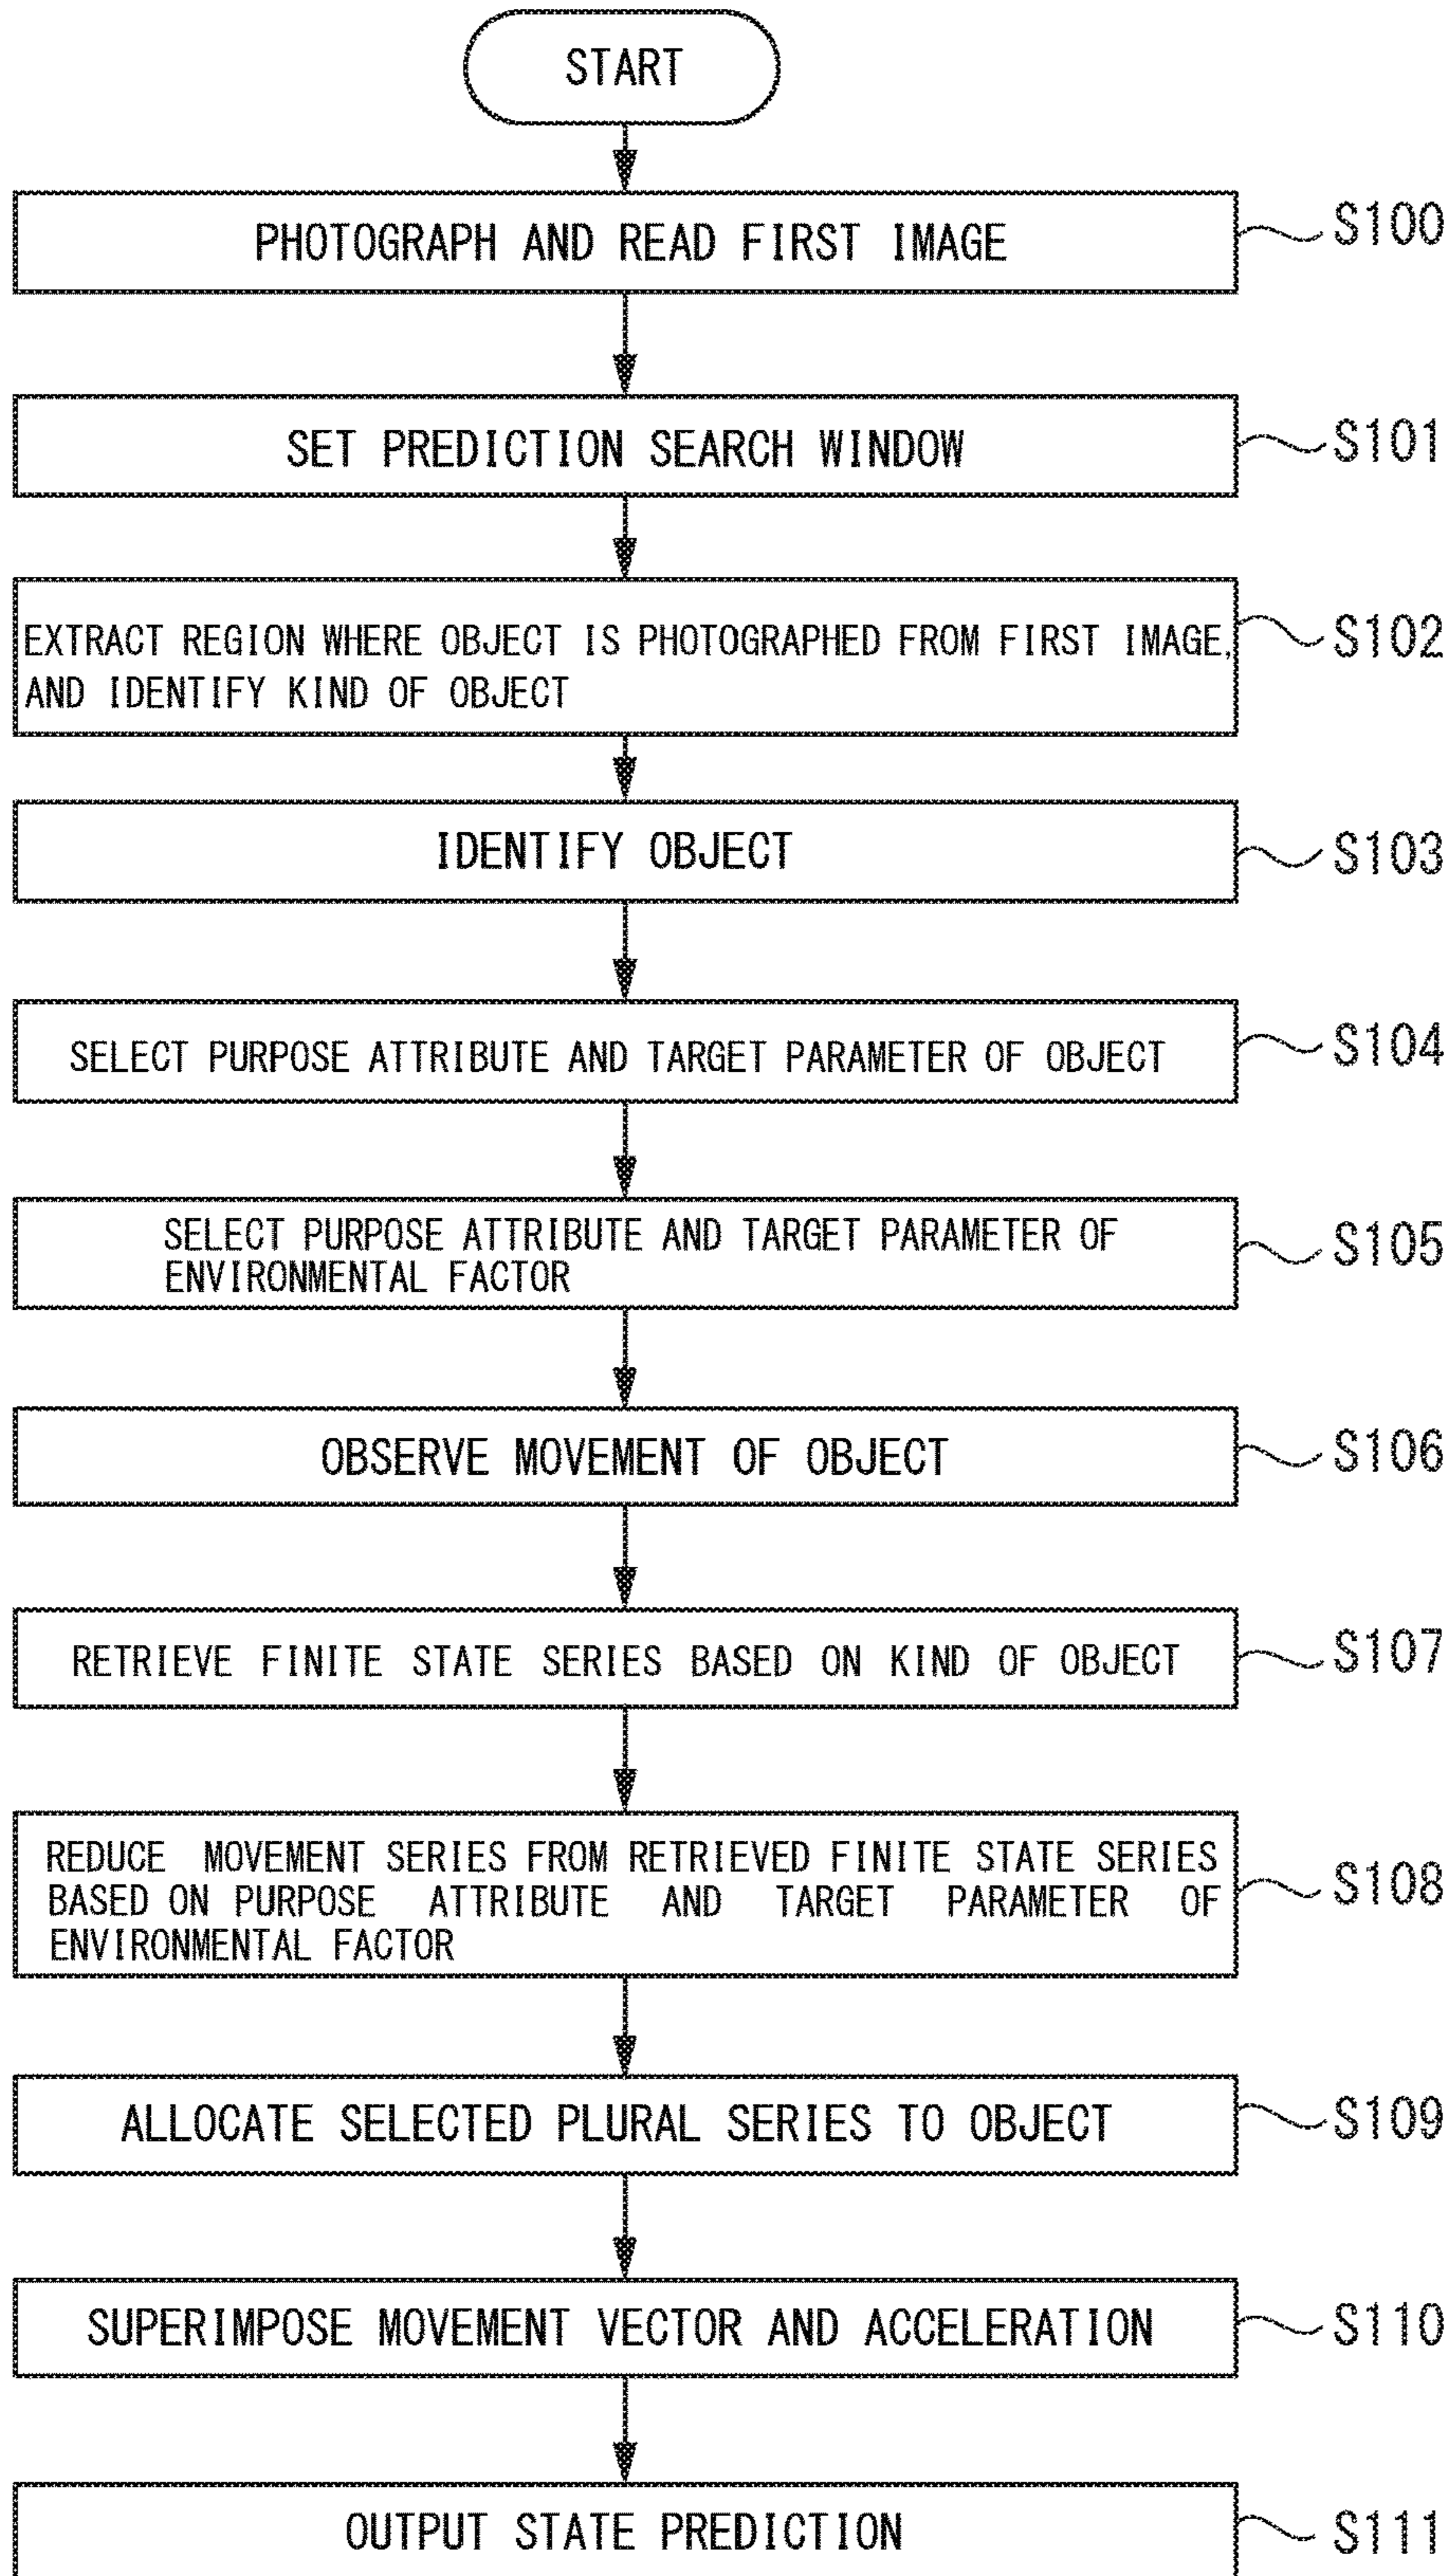 START
PHOTOGRAPH AND READ FIRST IMAGE
S100
SET PREDICTION SEARCH WINDOW
S101
EXTRACT REGION WHERE OBJECT IS PHOTOGRAPHED FROM FIRST IMAGE,
AND IDENTIFY KIND OF OBJECT
S102
IDENTIFY OBJECT
S103
SELECT PURPOSE ATTRIBUTE AND TARGET PARAMETER OF OBJECT
S104
SELECT PURPOSE ATTRIBUTE AND TARGET PARAMETER OF
ENVIRONMENTAL FACTOR
S105
OBSERVE MOVEMENT OF OBJECT
S106
RETRIEVE FINITE STATE SERIES BASED ON KIND OF OBJECT
S107
REDUCE MOVEMENT SERIES FROM RETRIEVED FINITE STATE SERIES
BASED ON PURPOSE ATTRIBUTE AND TARGET PARAMETER OF
ENVIRONMENTAL FACTOR
S108
ALLOCATE SELECTED PLURAL SERIES TO OBJECT
S109
SUPERIMPOSE MOVEMENT VECTOR AND ACCELERATION
S110
OUTPUT STATE PREDICTION
S111